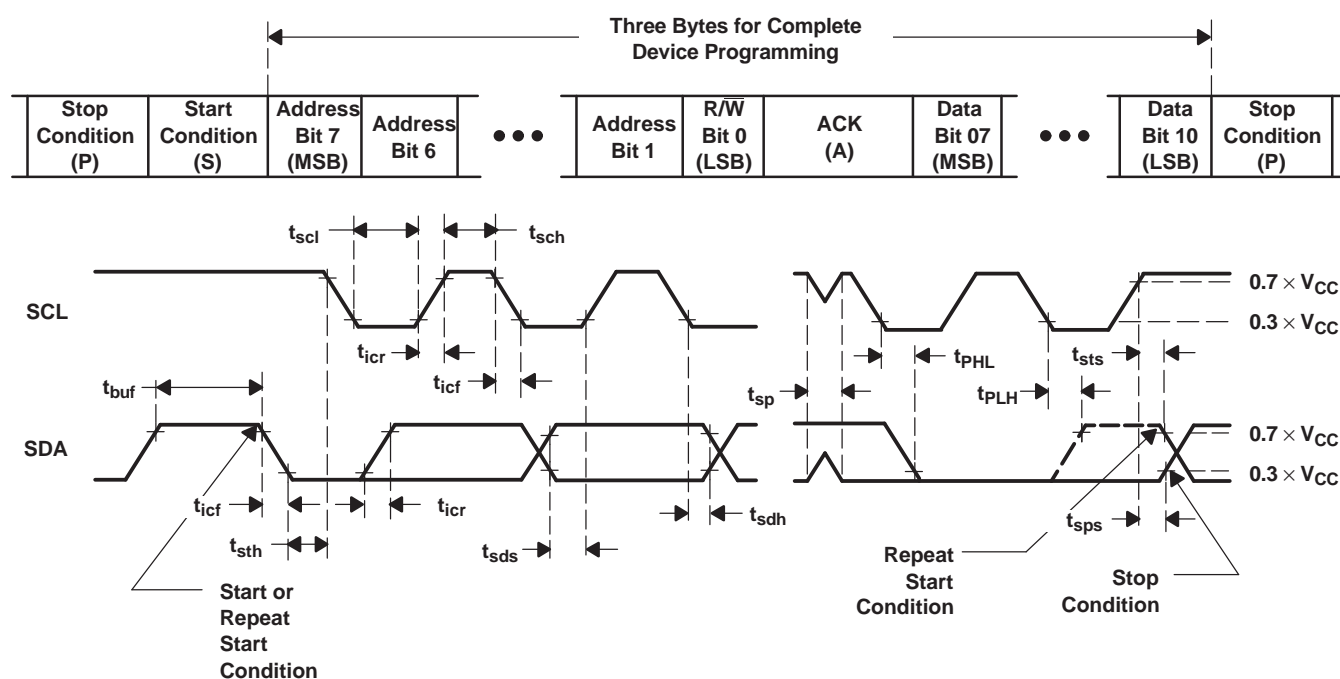 Three Bytes for Complete
Device Programming
Stop
Condition
(P)
Start
Condition
(S)
Address
Bit 7
(MSB)
Address
Bit 6
•••
Address
Bit 1
R/W̅
Bit 0
(LSB)
ACK
(A)
Data
Bit 07
(MSB)
•••
Data
Bit 10
(LSB)
Stop
Condition
(P)
tscl
tsch
SCL
0.7 × VCC
0.3 × VCC
ticr
ticf
tPHL
tsts
tbuf
tsp
tPLH
SDA
0.7 × VCC
0.3 × VCC
ticf
ticr
tsdh
tsth
tsds
tsps
Start or
Repeat
Start
Condition
Repeat
Start
Condition
Stop
Condition